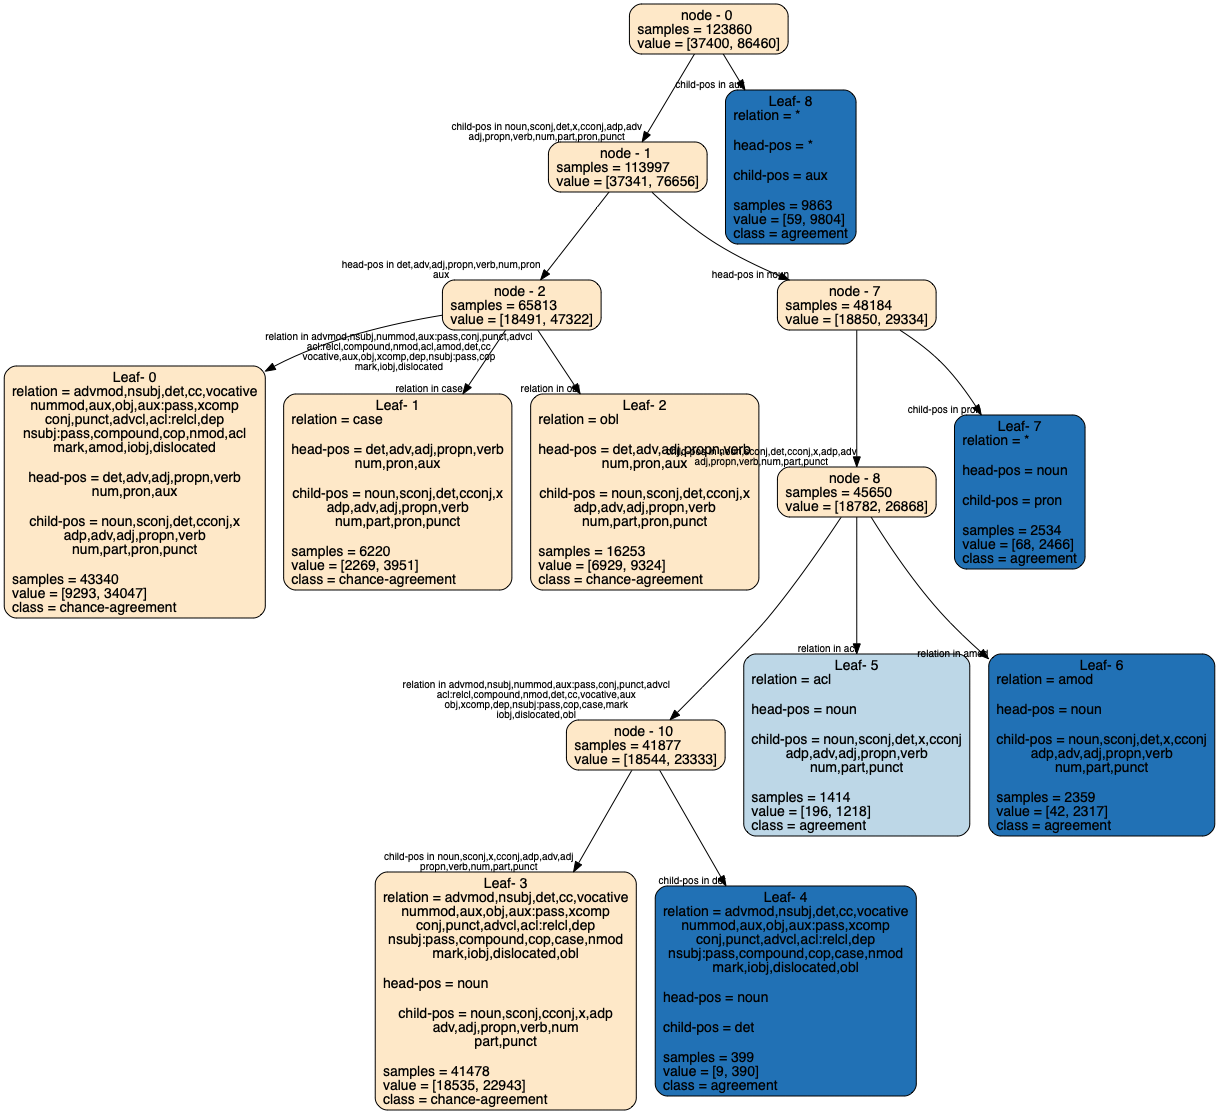 node - 0
samples = 123860
value = [37400, 86460]
child-pos in aux
Leaf- 8
relation = *
head-pos = *
child-pos = aux
samples = 9863
value = [59, 9804]
class = agreement
child-pos in noun,sconj,det,x,cconj,adp,adv
adj,propn,verb,num,part,pron,punct
node - 1
samples = 113997
value = [37341, 76656]
head-pos in det,adv,adj,propn,verb,num,pron
aux
node - 2
samples = 65813
value = [18491, 47322]
head-pos in noun
node - 7
samples = 48184
value = [18850, 29334]
relation in advmod,nsubj,nummod,aux:pass,conj,punct,advcl
acl:relcl,compound,nmod,acl,amod,det,cc
vocative,aux,obj,xcomp,dep,nsubj:pass,cop
mark,iobj,dislocated
Leaf- 0
relation = advmod,nsubj,det,cc,vocative
nummod,aux,obj,aux:pass,xcomp
conj,punct,advcl,acl:relcl,dep
nsubj:pass,compound,cop,nmod,acl
mark,amod,iobj,dislocated
head-pos = det,adv,adj,propn,verb
num,pron,aux
child-pos = noun,sconj,det,cconj,x
adp,adv,adj,propn,verb
num,part,pron,punct
samples = 43340
value = [9293, 34047]
class = chance-agreement
relation in case
Leaf- 1
relation = case
head-pos = det,adv,adj,propn,verb
num,pron,aux
child-pos = noun,sconj,det,cconj,x
adp,adv,adj,propn,verb
num,part,pron,punct
samples = 6220
value = [2269, 3951]
class = chance-agreement
relation in obl
Leaf- 2
relation = obl
head-pos = det,adv,adj,propn,verb
num,pron,aux
child-pos = noun,sconj,det,cconj,x
adp,adv,adj,propn,verb
num,part,pron,punct
samples = 16253
value = [6929, 9324]
class = chance-agreement
child-pos in pron
Leaf- 7
relation = *
head-pos = noun
child-pos = pron
samples = 2534
value = [68, 2466]
class = agreement
child-pos in noun,sconj,det,cconj,x,adp,adv
adj,propn,verb,num,part,punct
node - 8
samples = 45650
value = [18782, 26868]
relation in advmod,nsubj,nummod,aux:pass,conj,punct,advcl
acl:relcl,compound,nmod,det,cc,vocative,aux
obj,xcomp,dep,nsubj:pass,cop,case,mark
iobj,dislocated,obl
node - 10
samples = 41877
value = [18544, 23333]
relation in acl
Leaf- 5
relation = acl
head-pos = noun
child-pos = noun,sconj,det,x,cconj
adp,adv,adj,propn,verb
num,part,punct
samples = 1414
value = [196, 1218]
class = agreement
relation in amod
Leaf- 6
relation = amod
head-pos = noun
child-pos = noun,sconj,det,x,cconj
adp,adv,adj,propn,verb
num,part,punct
samples = 2359
value = [42, 2317]
class = agreement
child-pos in noun,sconj,x,cconj,adp,adv,adj
propn,verb,num,part,punct
Leaf- 3
relation = advmod,nsubj,det,cc,vocative
nummod,aux,obj,aux:pass,xcomp
conj,punct,advcl,acl:relcl,dep
nsubj:pass,compound,cop,case,nmod
mark,iobj,dislocated,obl
head-pos = noun
child-pos = noun,sconj,cconj,x,adp
adv,adj,propn,verb,num
part,punct
samples = 41478
value = [18535, 22943]
class = chance-agreement
child-pos in det
Leaf- 4
relation = advmod,nsubj,det,cc,vocative
nummod,aux,obj,aux:pass,xcomp
conj,punct,advcl,acl:relcl,dep
nsubj:pass,compound,cop,case,nmod
mark,iobj,dislocated,obl
head-pos = noun
child-pos = det
samples = 399
value = [9, 390]
class = agreement